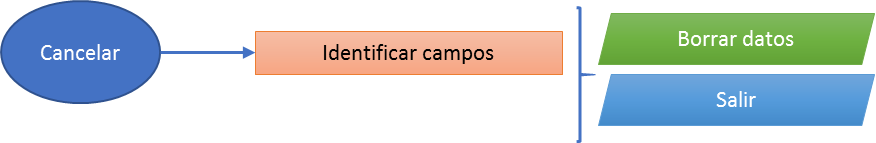 Cancelar
Identificar campos
Borrar datos
Salir